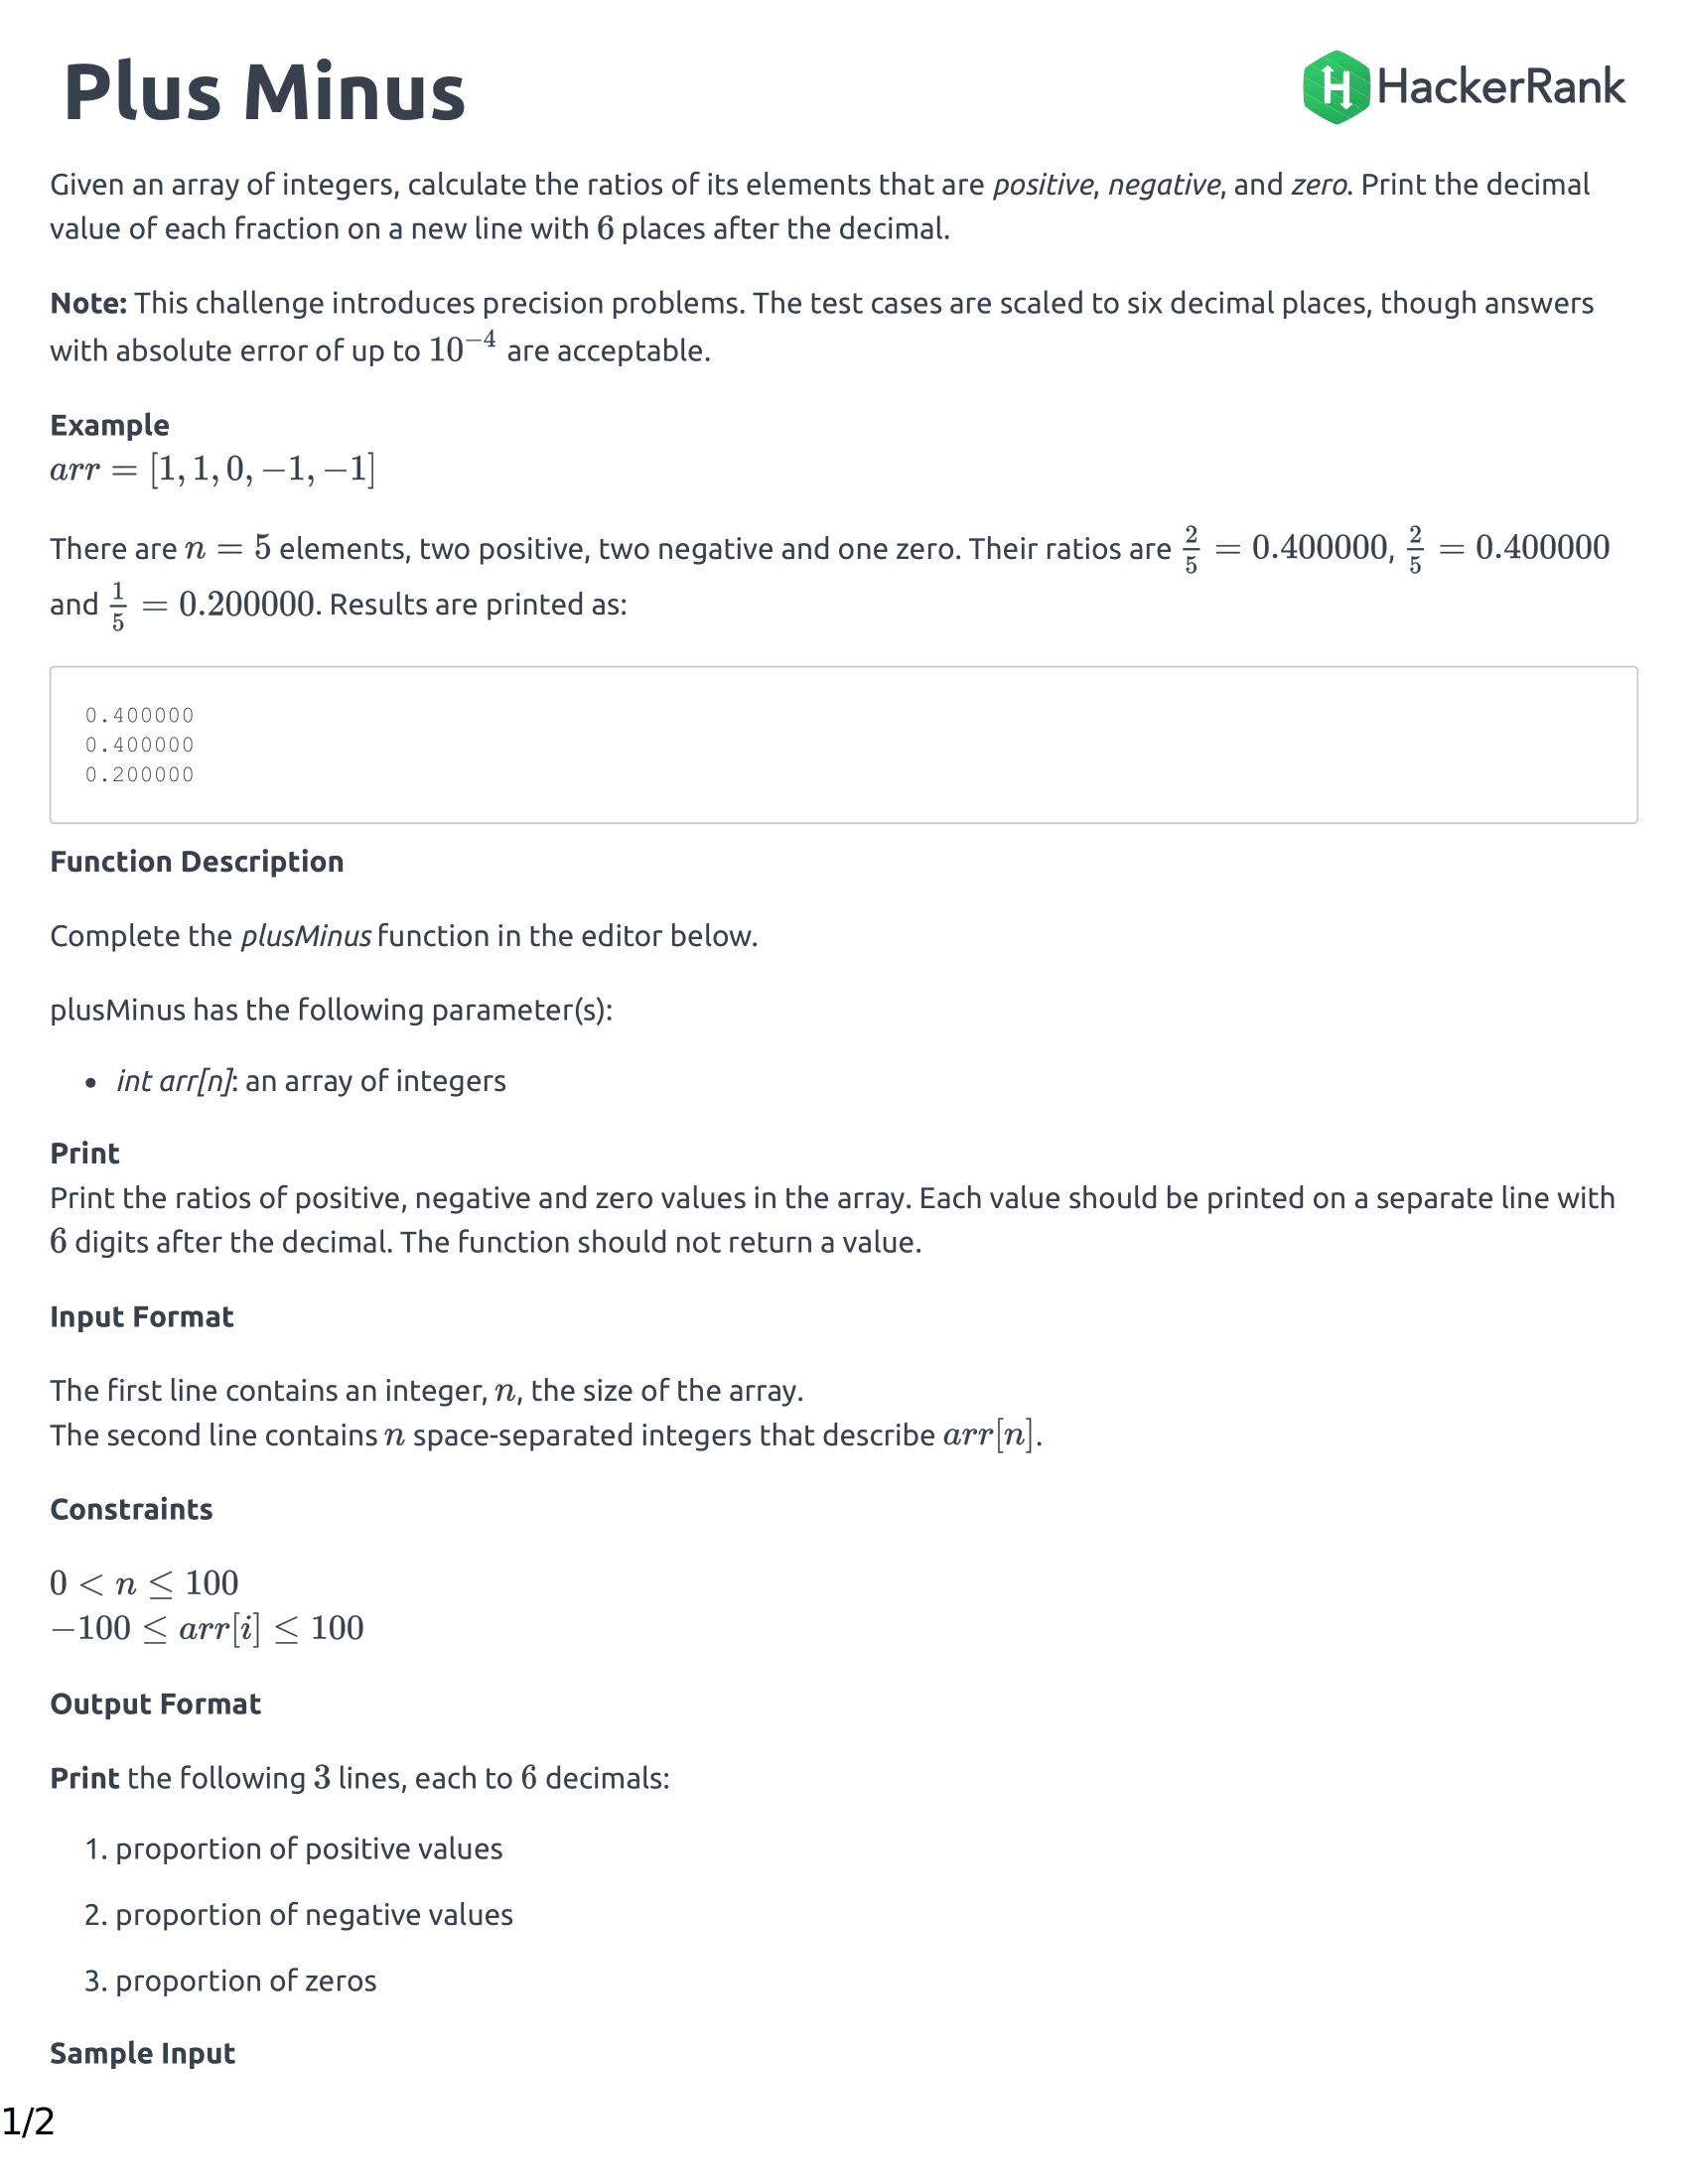 Plus Minus
HackerRank
Given an array of integers, calculate the ratios of its elements that are positive, negative, and zero. Print the decimal
value of each fraction on a new line with 6 places after the decimal.
Note: This challenge introduces precision problems. The test cases are scaled to six decimal places, though answers
with absolute error of up to 10⁻⁴ are acceptable.
Example
arr = [1, 1, 0, −1, −1]
There are n = 5 elements, two positive, two negative and one zero. Their ratios are 2/5 = 0.400000, 2/5 = 0.400000
and 1/5 = 0.200000. Results are printed as:
0.400000
0.400000
0.200000
Function Description
Complete the plusMinus function in the editor below.
plusMinus has the following parameter(s):
• int arr[n]: an array of integers
Print
Print the ratios of positive, negative and zero values in the array. Each value should be printed on a separate line with
6 digits after the decimal. The function should not return a value.
Input Format
The first line contains an integer, n, the size of the array.
The second line contains n space-separated integers that describe arr[n].
Constraints
0 < n ≤ 100
−100 ≤ arr[i] ≤ 100
Output Format
Print the following 3 lines, each to 6 decimals:
1. proportion of positive values
2. proportion of negative values
3. proportion of zeros
Sample Input
1/2